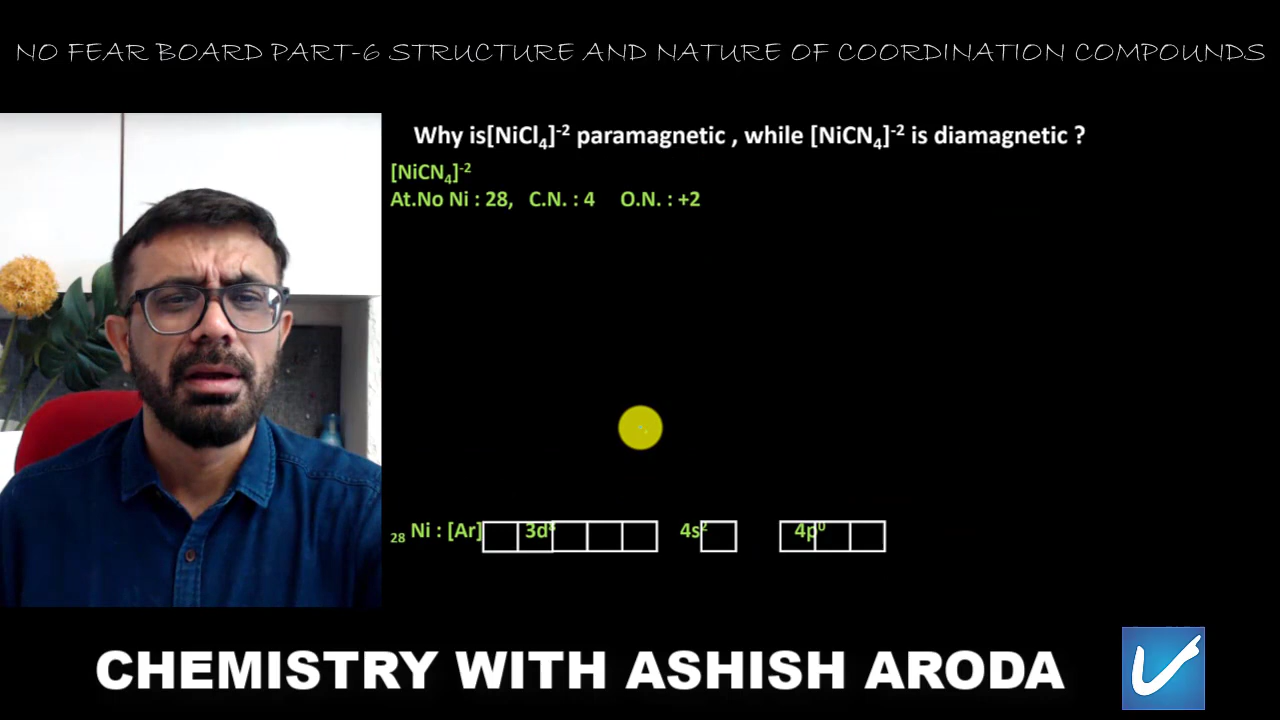 NO FEAR BOARD PART-6 STRUCTURE AND NATURE OF COORDINATION COMPOUNDS
Why is[NiCl₄]⁻² paramagnetic , while [NiCN₄]⁻² is diamagnetic ?
[NiCN₄]⁻²
At.No Ni : 28, C.N. : 4 O.N. : +2
₂₈ Ni : [Ar] 3d⁸ 4s² 4p⁰
CHEMISTRY WITH ASHISH ARODA